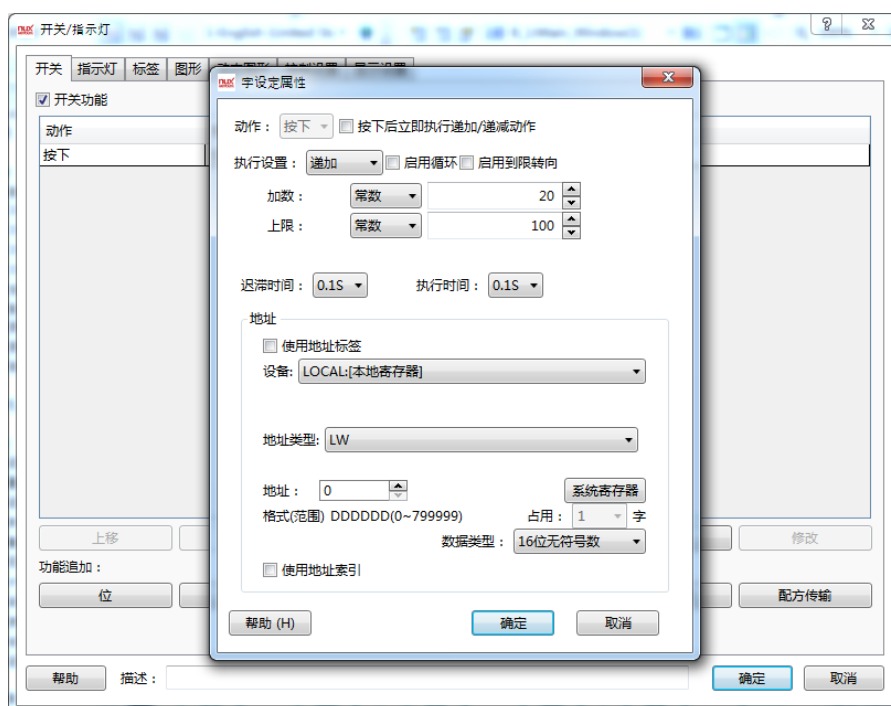 开关/指示灯
开关 指示灯 标签 图形
开关功能
动作
按下
字设定属性
动作： 按下 按下后立即执行递加/递减动作
执行设置： 递加 启用循环 启用到限转向
加数： 常数 20
上限： 常数 100
迟滞时间： 0.1S 执行时间： 0.1S
地址
使用地址标签
设备: LOCAL:[本地寄存器]
地址类型: LW
地址： 0 系统寄存器
格式(范围) DDDDDD(0~799999) 占用： 1 字
数据类型： 16位无符号数
使用地址索引
帮助 (H) 确定 取消
上移 修改
功能追加：
位 配方传输
帮助 描述： 确定 取消